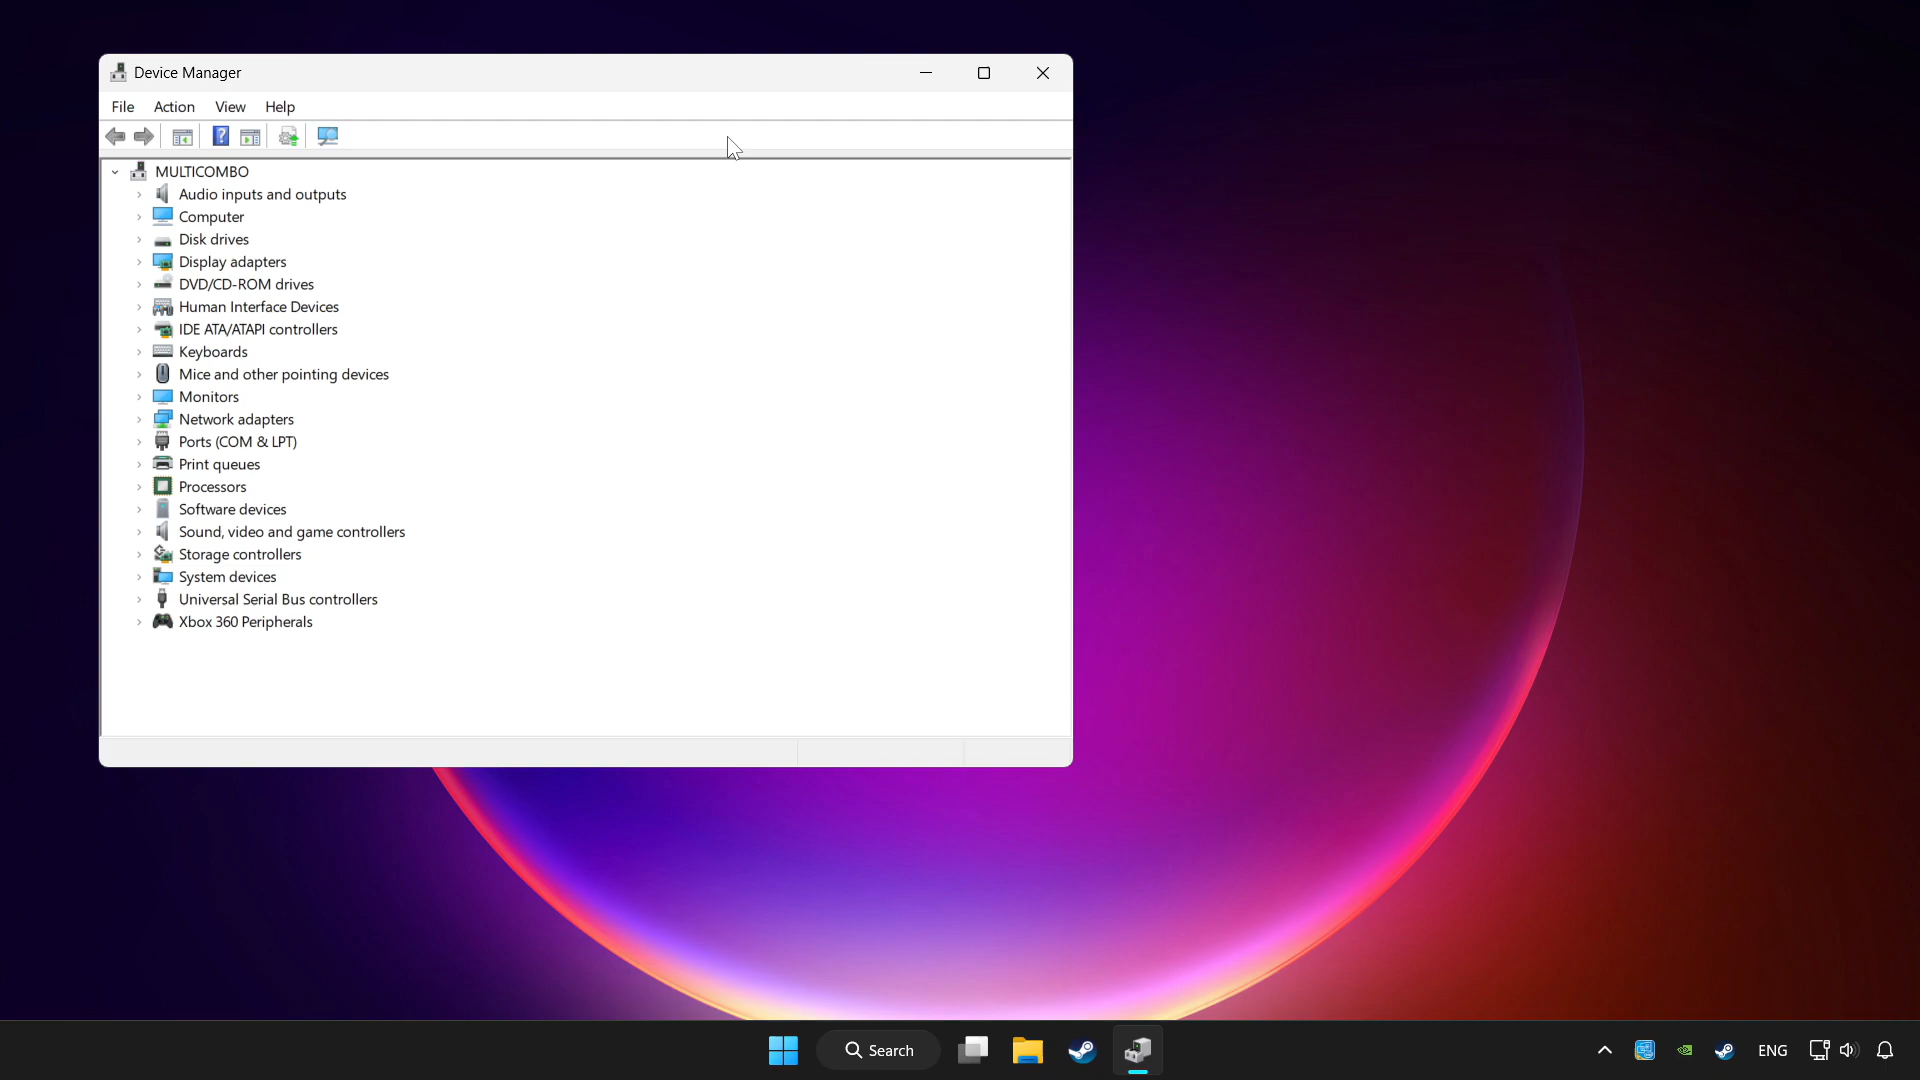 Device Manager
File Action View Help
?
MULTICOMBO
Audio inputs and outputs
Computer
Disk drives
Display adapters
DVD/CD-ROM drives
Human Interface Devices
IDE ATA/ATAPI controllers
Keyboards
Mice and other pointing devices
Monitors
Network adapters
Ports (COM & LPT)
Print queues
Processors
Software devices
Sound, video and game controllers
Storage controllers
System devices
Universal Serial Bus controllers
Xbox 360 Peripherals
Search
ENG